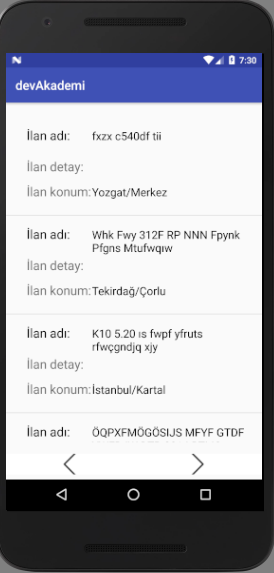 7:30
devAkademi
İlan adı: fxzx c540df tii
İlan detay:
İlan konum: Yozgat/Merkez
İlan adı: Whk Fwy 312F RP NNN Fpynk
Pfgns Mtufwqıw
İlan detay:
İlan konum: Tekirdağ/Çorlu
İlan adı: K10 5.20 ıs fwpf yfruts
rfwçgndjq xjy
İlan detay:
İlan konum: İstanbul/Kartal
İlan adı: ÖQPXFMÖGÖSIJS MFYF GTDF